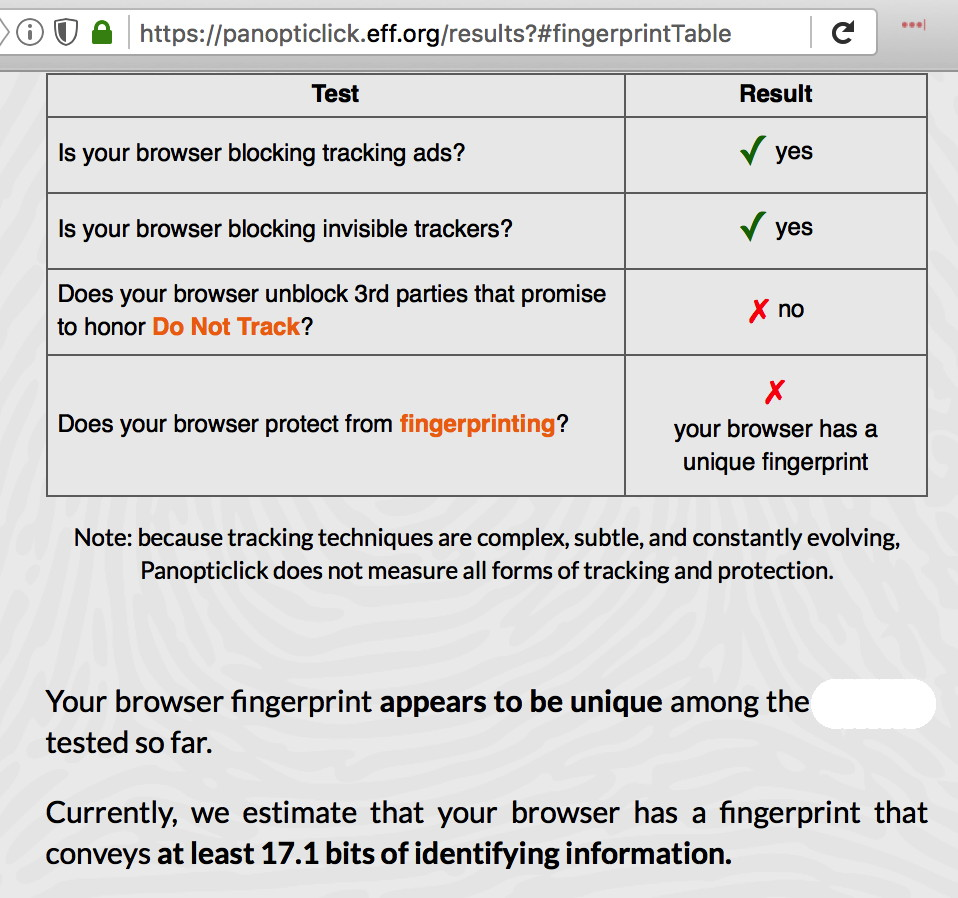 https://panopticlick.eff.org/results?#fingerprintTable
Test Result
Is your browser blocking tracking ads? ✓ yes
Is your browser blocking invisible trackers? ✓ yes
Does your browser unblock 3rd parties that promise
to honor Do Not Track? ✗ no
Does your browser protect from fingerprinting? ✗
your browser has a
unique fingerprint
Note: because tracking techniques are complex, subtle, and constantly evolving,
Panopticlick does not measure all forms of tracking and protection.
Your browser fingerprint appears to be unique among the
tested so far.
Currently, we estimate that your browser has a fingerprint that
conveys at least 17.1 bits of identifying information.